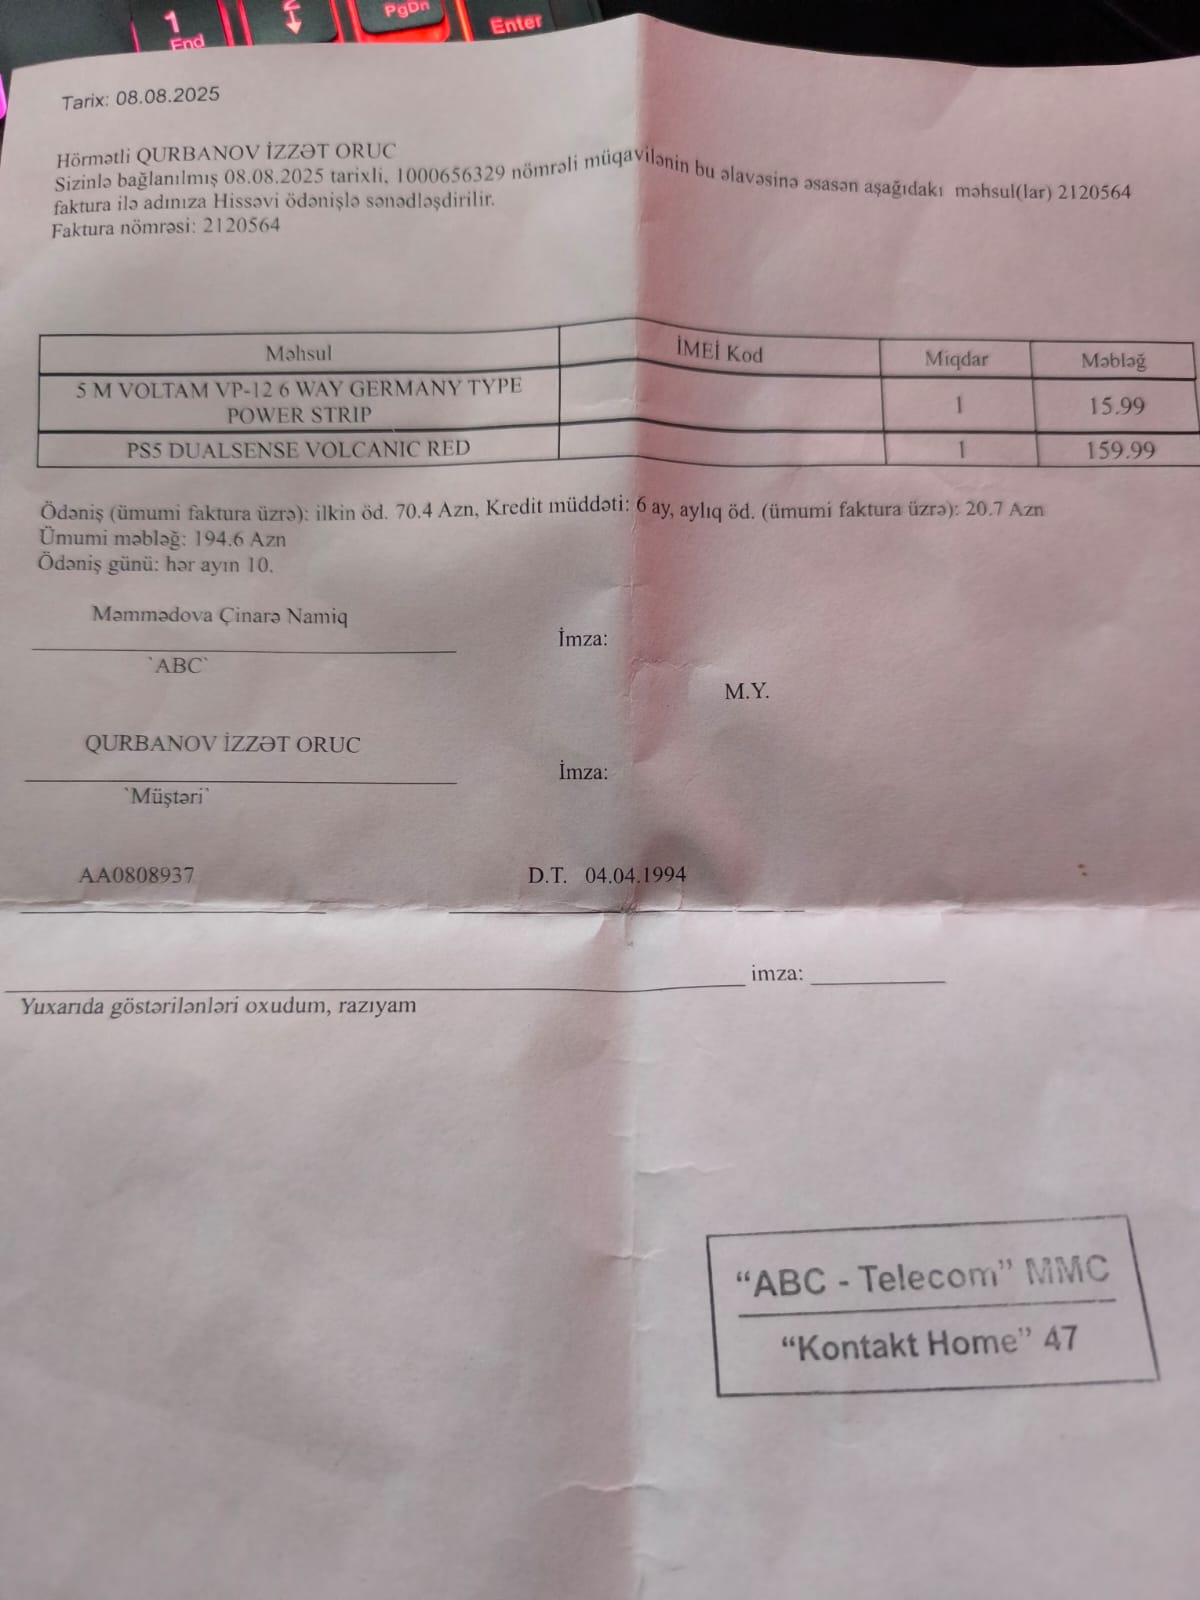 1
End
2
PgDn
Enter
Tarix: 08.08.2025
Hörmətli QURBANOV İZZƏT ORUC
Sizinlə bağlanılmış 08.08.2025 tarixli, 1000656329 nömrəli müqavilənin bu əlavəsinə əsasən aşağıdakı məhsul(lar) 2120564
faktura ilə adınıza Hissəvi ödənişlə sənədləşdirilir.
Faktura nömrəsi: 2120564
Məhsul İMEİ Kod Miqdar Məbləğ
5 M VOLTAM VP-12 6 WAY GERMANY TYPE
POWER STRIP 1 15.99
PS5 DUALSENSE VOLCANIC RED 1 159.99
Ödəniş (ümumi faktura üzrə): ilkin öd. 70.4 Azn, Kredit müddəti: 6 ay, aylıq öd. (ümumi faktura üzrə): 20.7 Azn
Ümumi məbləğ: 194.6 Azn
Ödəniş günü: hər ayın 10.
Məmmədova Çinarə Namiq
İmza:
`ABC`
M.Y.
QURBANOV İZZƏT ORUC
İmza:
`Müştəri`
AA0808937 D.T. 04.04.1994
imza:
Yuxarıda göstərilənləri oxudum, razıyam
“ABC - Telecom” MMC
“Kontakt Home” 47